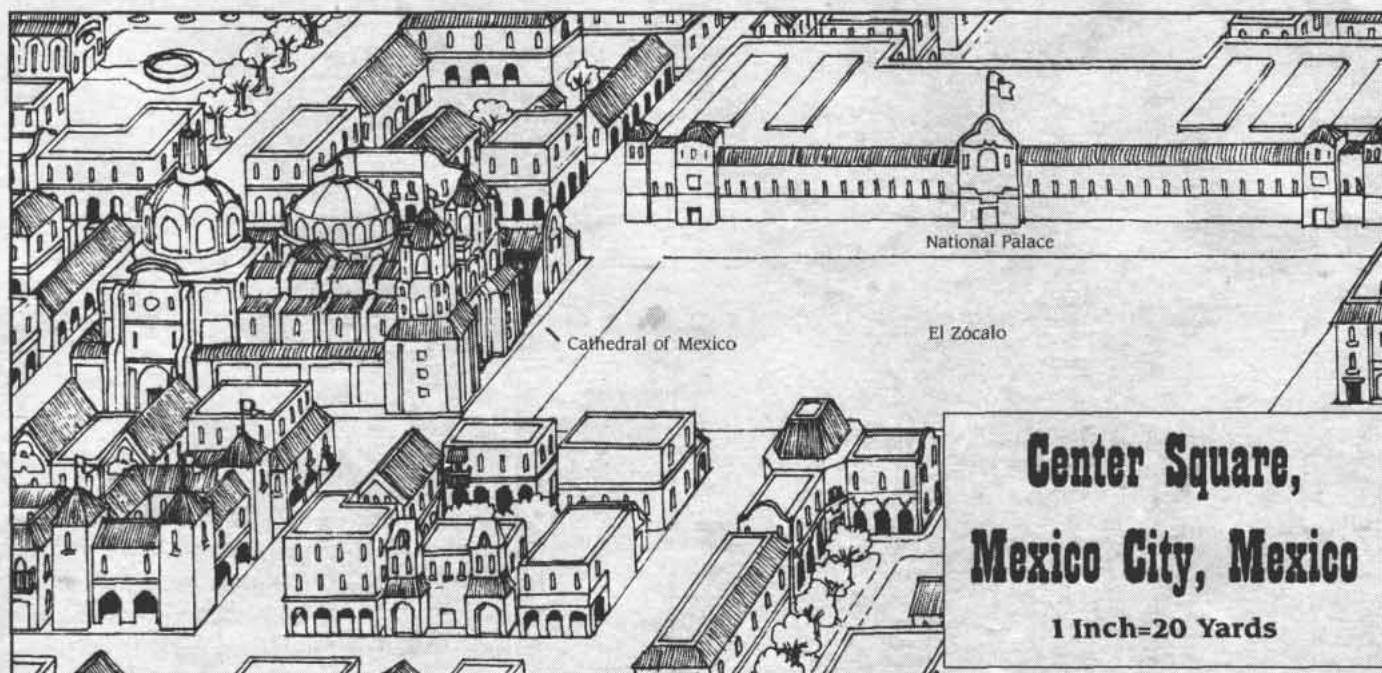 National Palace
El Zócalo
Cathedral of Mexico
Center Square,
Mexico City, Mexico
1 Inch=20 Yards